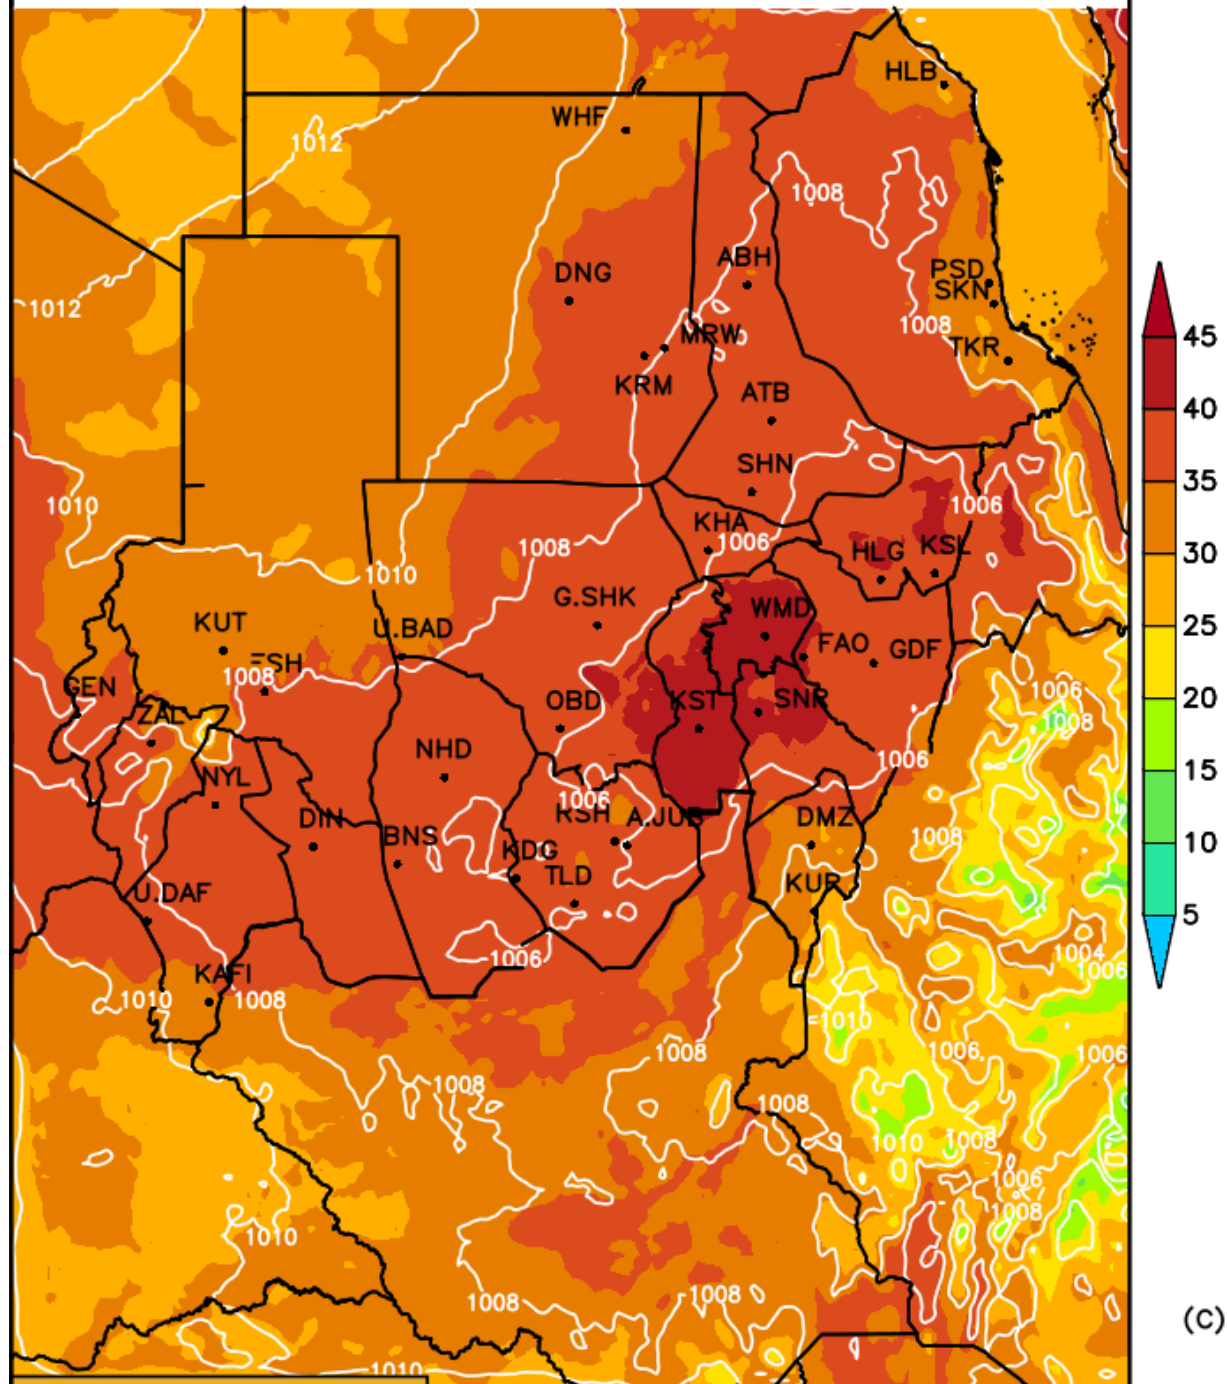 HLB
WHF
1012
1008
ABH
DNG
PSD
SKN
1012
1008
MRW
TKR
45
KRM
ATB
40
SHN
35
1010
1006
KHA
1006
1008
HLG
KSL
30
1010
G.SHK
WMD
25
KUT
U.BAD
FAO
GDF
FSH
1008
GEN
1006
20
OBD
KST
SNR
ZAL
1008
NHD
1006
15
NYL
1006
RSH
A.JUB
DMZ
DIN
BNS
1008
10
KDG
TLD
KUR
U.DAF
5
1006
1004
KAFI
1006
1010
1008
1010
1008
1006
1006
1008
1008
1010
1008
1006
1008
1010
1008
1008
(C)
1010